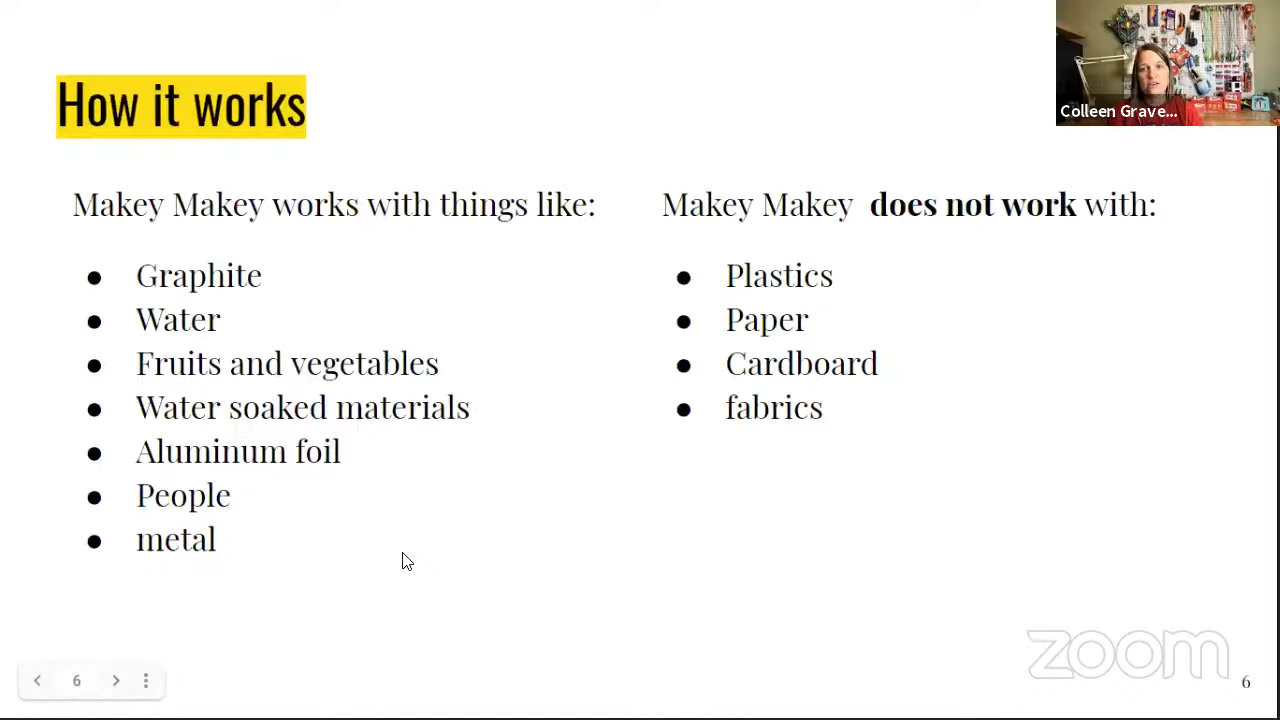 How it works
Colleen Grave...
Makey Makey works with things like:
● Graphite
● Water
● Fruits and vegetables
● Water soaked materials
● Aluminum foil
● People
● metal
Makey Makey does not work with:
● Plastics
● Paper
● Cardboard
● fabrics
zoom
6
6